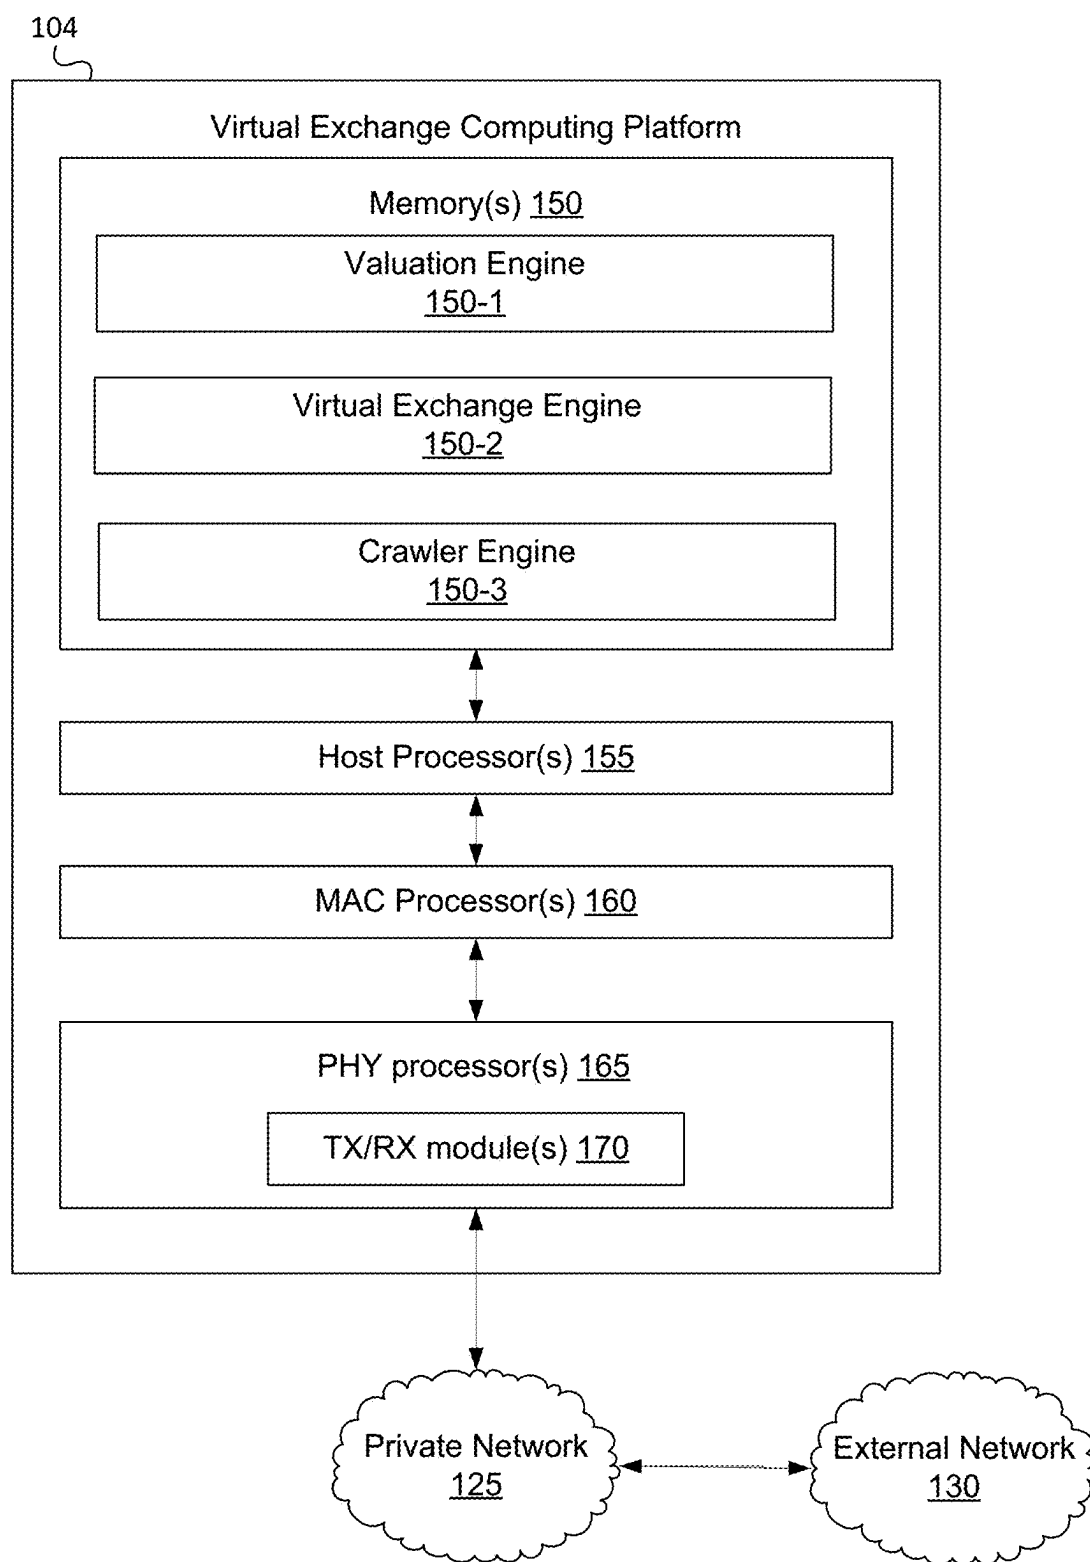 104
Virtual Exchange Computing Platform
Memory(s) 150
Valuation Engine
150-1
Virtual Exchange Engine
150-2
Crawler Engine
150-3
Host Processor(s) 155
MAC Processor(s) 160
PHY processor(s) 165
TX/RX module(s) 170
Private Network
125
External Network
130